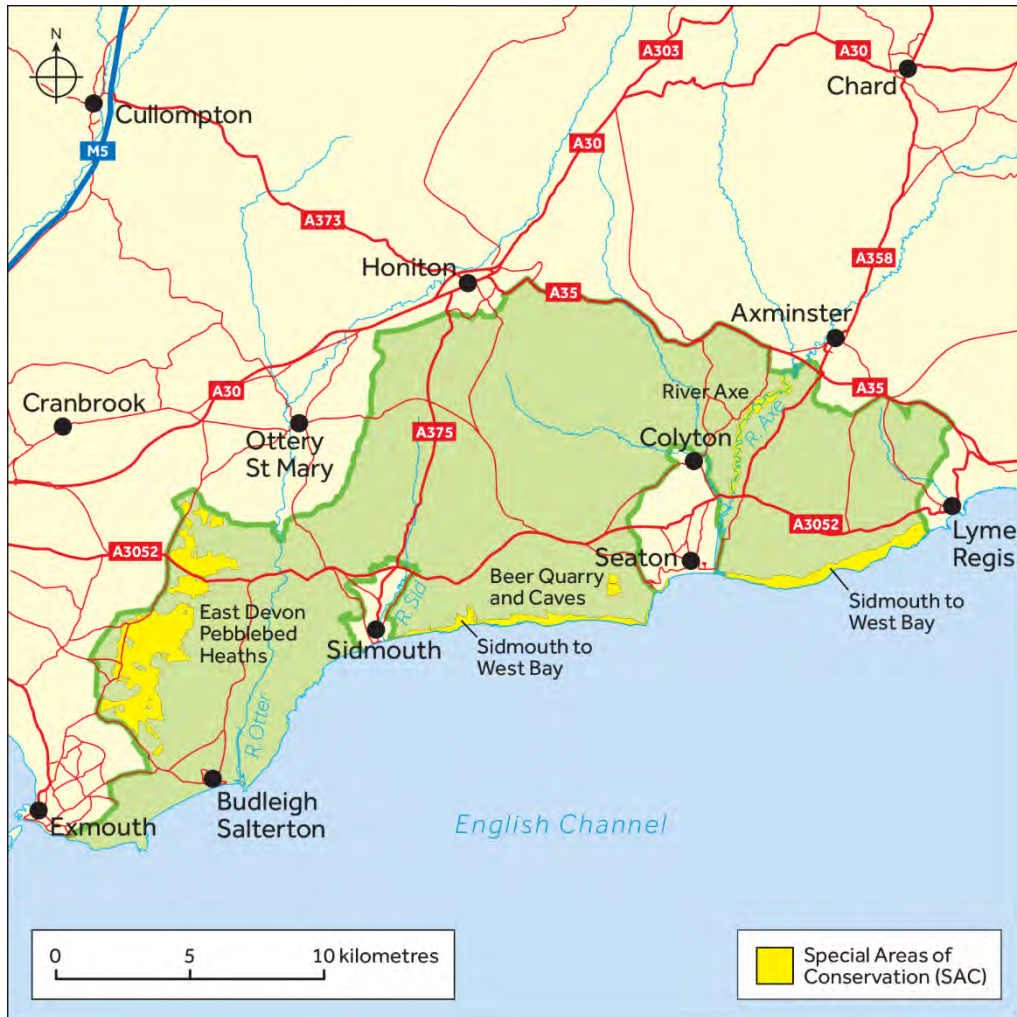 N
A303
A30
Chard
Cullompton
M5
A30
A373
A358
Honiton
A35
Axminster
A30
A35
Cranbrook
River Axe
R. Axe
Ottery
St Mary
A375
Colyton
A3052
A3052
Lyme
Regis
Seaton
Beer Quarry
and Caves
R. Sid
East Devon
Pebblebed
Heaths
Sidmouth to
West Bay
Sidmouth
Sidmouth to
West Bay
R. Otter
Budleigh
Salterton
Exmouth
English Channel
0 5 10 kilometres
Special Areas of
Conservation (SAC)